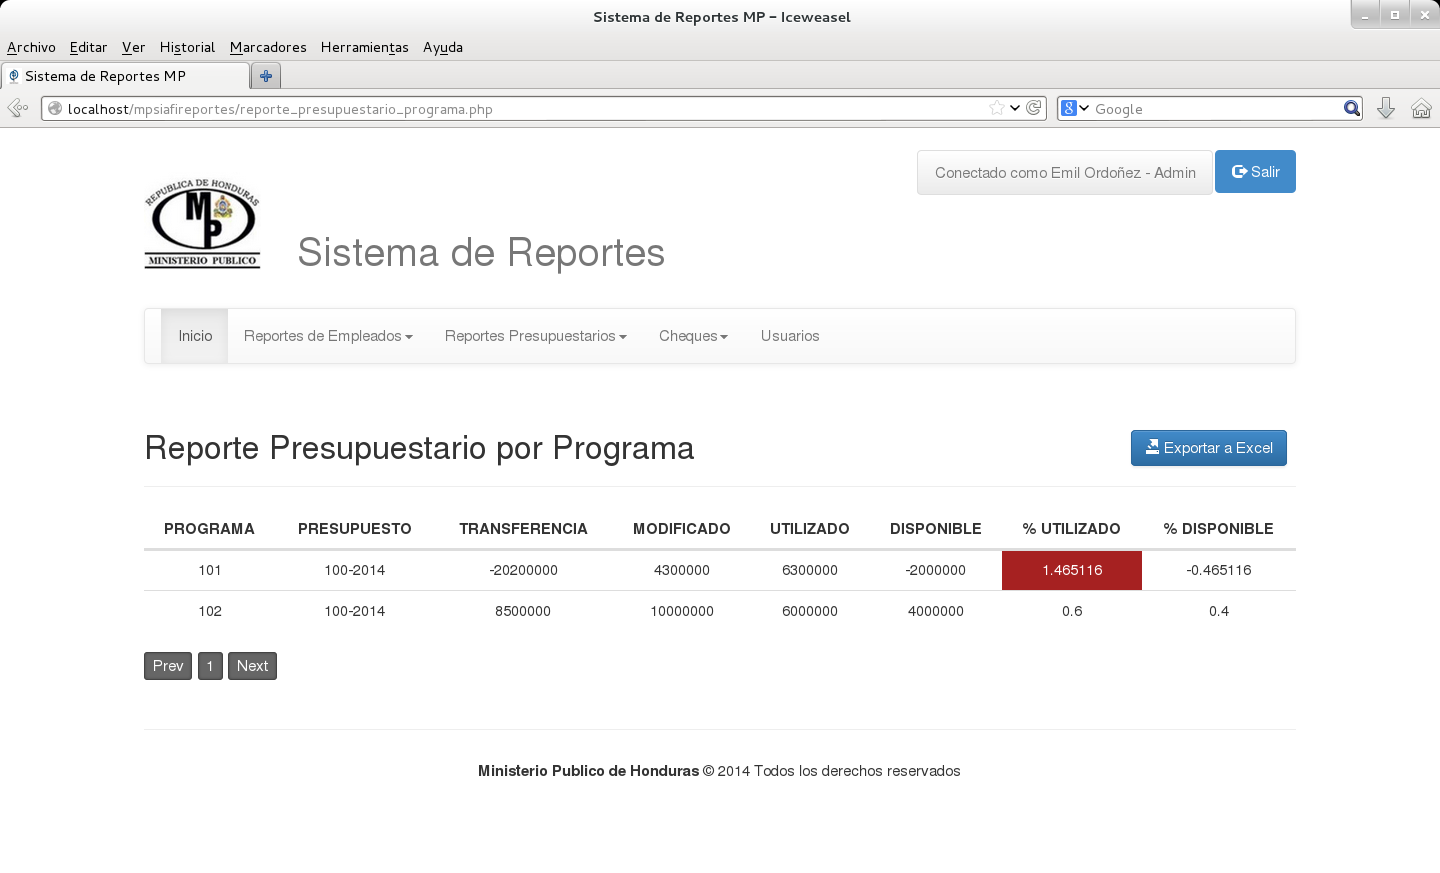 Sistema de Reportes MP - Iceweasel
Archivo Editar Ver Historial Marcadores Herramientas Ayuda
Sistema de Reportes MP
localhost/mpsiafireportes/reporte_presupuestario_programa.php Google
Conectado como Emil Ordoñez - Admin Salir
REPUBLICA DE HONDURAS
MP
MINISTERIO PUBLICO
Sistema de Reportes
Inicio Reportes de Empleados Reportes Presupuestarios Cheques Usuarios
Reporte Presupuestario por Programa Exportar a Excel
PROGRAMA PRESUPUESTO TRANSFERENCIA MODIFICADO UTILIZADO DISPONIBLE % UTILIZADO % DISPONIBLE
101 100-2014 -20200000 4300000 6300000 -2000000 1.465116 -0.465116
102 100-2014 8500000 10000000 6000000 4000000 0.6 0.4
Prev 1 Next
Ministerio Publico de Honduras © 2014 Todos los derechos reservados